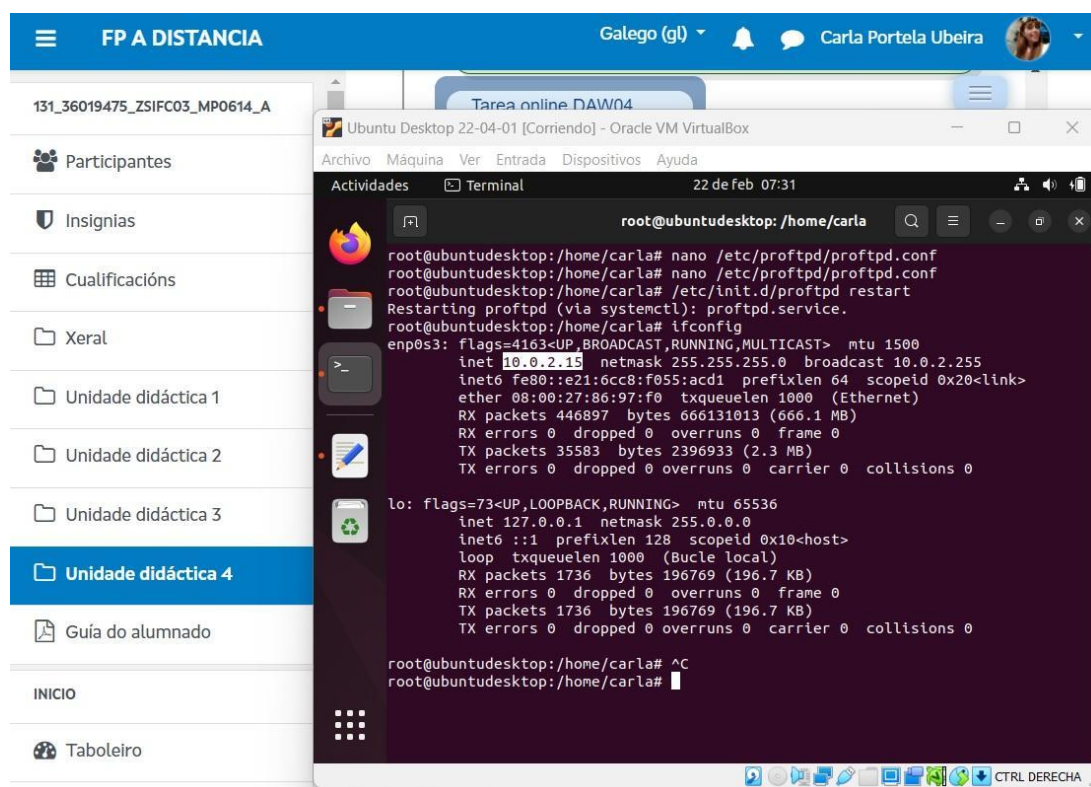 FP A DISTANCIA
Galego (gl)
Carla Portela Ubeira
131_36019475_ZSIFC03_MP0614_A
Participantes
Insignias
Cualificacións
Xeral
Unidade didáctica 1
Unidade didáctica 2
Unidade didáctica 3
Unidade didáctica 4
Guía do alumnado
INICIO
Taboleiro
Tarea online DAW04
Ubuntu Desktop 22-04-01 [Corriendo] - Oracle VM VirtualBox
Archivo Máquina Ver Entrada Dispositivos Ayuda
Actividades Terminal 22 de feb 07:31
root@ubuntudesktop: /home/carla
root@ubuntudesktop:/home/carla# nano /etc/proftpd/proftpd.conf
root@ubuntudesktop:/home/carla# nano /etc/proftpd/proftpd.conf
root@ubuntudesktop:/home/carla# /etc/init.d/proftpd restart
Restarting proftpd (via systemctl): proftpd.service.
root@ubuntudesktop:/home/carla# ifconfig
enp0s3: flags=4163<UP,BROADCAST,RUNNING,MULTICAST>  mtu 1500
inet 10.0.2.15  netmask 255.255.255.0  broadcast 10.0.2.255
inet6 fe80::e21:6cc8:f055:acd1  prefixlen 64  scopeid 0x20<link>
ether 08:00:27:86:97:f0  txqueuelen 1000  (Ethernet)
RX packets 446897  bytes 666131013 (666.1 MB)
RX errors 0  dropped 0  overruns 0  frame 0
TX packets 35583  bytes 2396933 (2.3 MB)
TX errors 0  dropped 0 overruns 0  carrier 0  collisions 0
lo: flags=73<UP,LOOPBACK,RUNNING>  mtu 65536
inet 127.0.0.1  netmask 255.0.0.0
inet6 ::1  prefixlen 128  scopeid 0x10<host>
loop  txqueuelen 1000  (Bucle local)
RX packets 1736  bytes 196769 (196.7 KB)
RX errors 0  dropped 0  overruns 0  frame 0
TX packets 1736  bytes 196769 (196.7 KB)
TX errors 0  dropped 0 overruns 0  carrier 0  collisions 0
root@ubuntudesktop:/home/carla# ^C
root@ubuntudesktop:/home/carla#
CTRL DERECHA